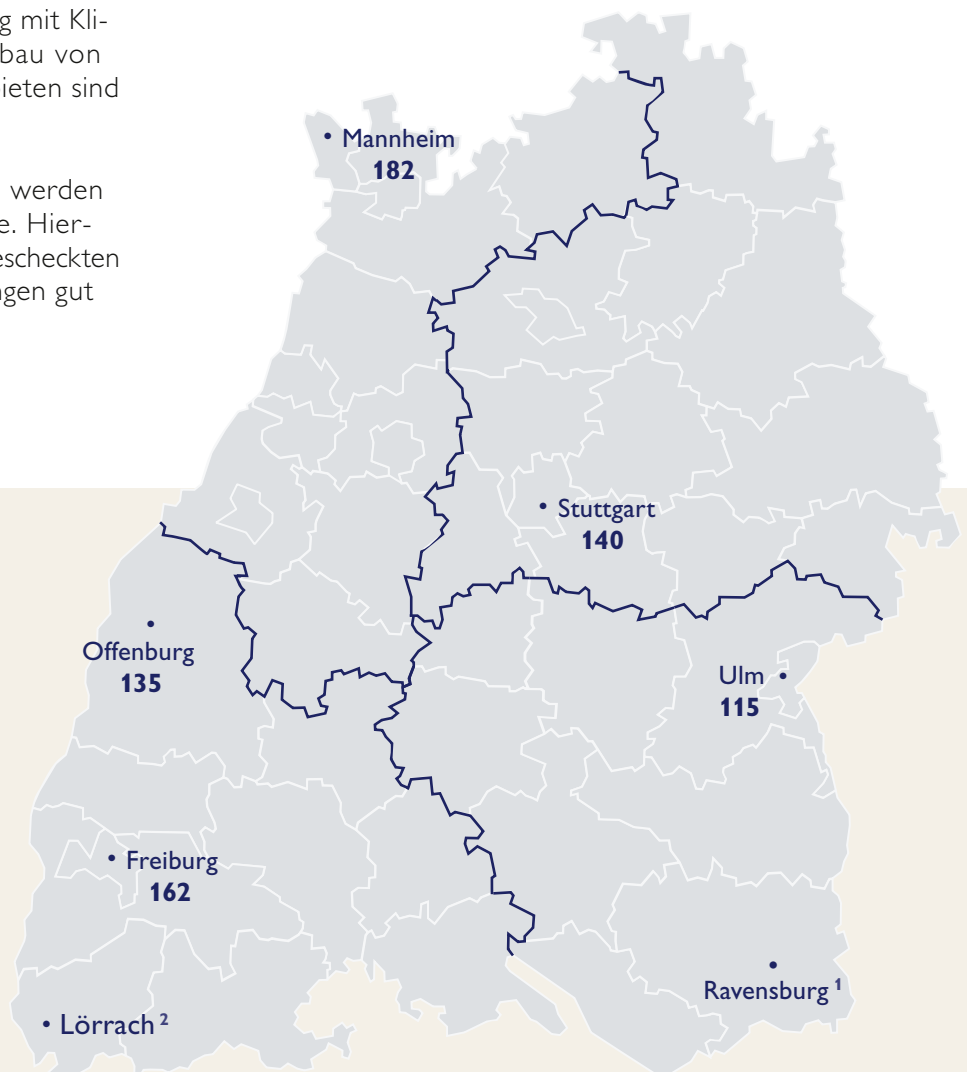 g mit Kli-
bau von
ieten sind
werden
e. Hier-
escheckten
ngen gut
• Mannheim
182
• Stuttgart
140
Offenburg
135
Ulm •
115
• Freiburg
162
Ravensburg ¹
• Lörrach ²